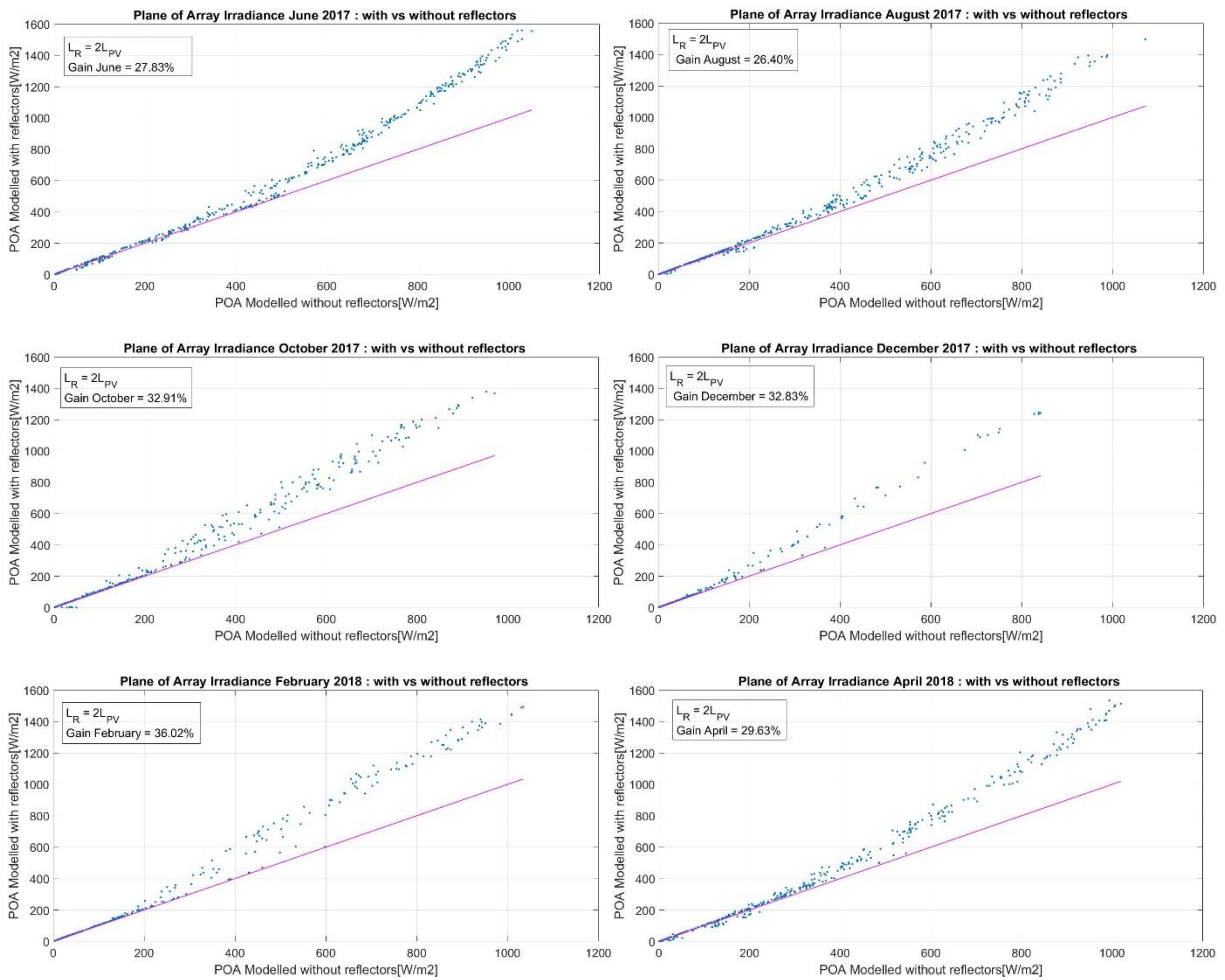 Plane of Array Irradiance June 2017 : with vs without reflectors
L_R = 2L_PV
Gain June = 27.83%
POA Modelled with reflectors[W/m2]
1600
1400
1200
1000
800
600
400
200
0
0 200 400 600 800 1000 1200
POA Modelled without reflectors[W/m2]
Plane of Array Irradiance August 2017 : with vs without reflectors
L_R = 2L_PV
Gain August = 26.40%
POA Modelled with reflectors[W/m2]
1600
1400
1200
1000
800
600
400
200
0
0 200 400 600 800 1000 1200
POA Modelled without reflectors[W/m2]
Plane of Array Irradiance October 2017 : with vs without reflectors
L_R = 2L_PV
Gain October = 32.91%
POA Modelled with reflectors[W/m2]
1600
1400
1200
1000
800
600
400
200
0
0 200 400 600 800 1000 1200
POA Modelled without reflectors[W/m2]
Plane of Array Irradiance December 2017 : with vs without reflectors
L_R = 2L_PV
Gain December = 32.83%
POA Modelled with reflectors[W/m2]
1600
1400
1200
1000
800
600
400
200
0
0 200 400 600 800 1000 1200
POA Modelled without reflectors[W/m2]
Plane of Array Irradiance February 2018 : with vs without reflectors
L_R = 2L_PV
Gain February = 36.02%
POA Modelled with reflectors[W/m2]
1600
1400
1200
1000
800
600
400
200
0
0 200 400 600 800 1000 1200
POA Modelled without reflectors[W/m2]
Plane of Array Irradiance April 2018 : with vs without reflectors
L_R = 2L_PV
Gain April = 29.63%
POA Modelled with reflectors[W/m2]
1600
1400
1200
1000
800
600
400
200
0
0 200 400 600 800 1000 1200
POA Modelled without reflectors[W/m2]